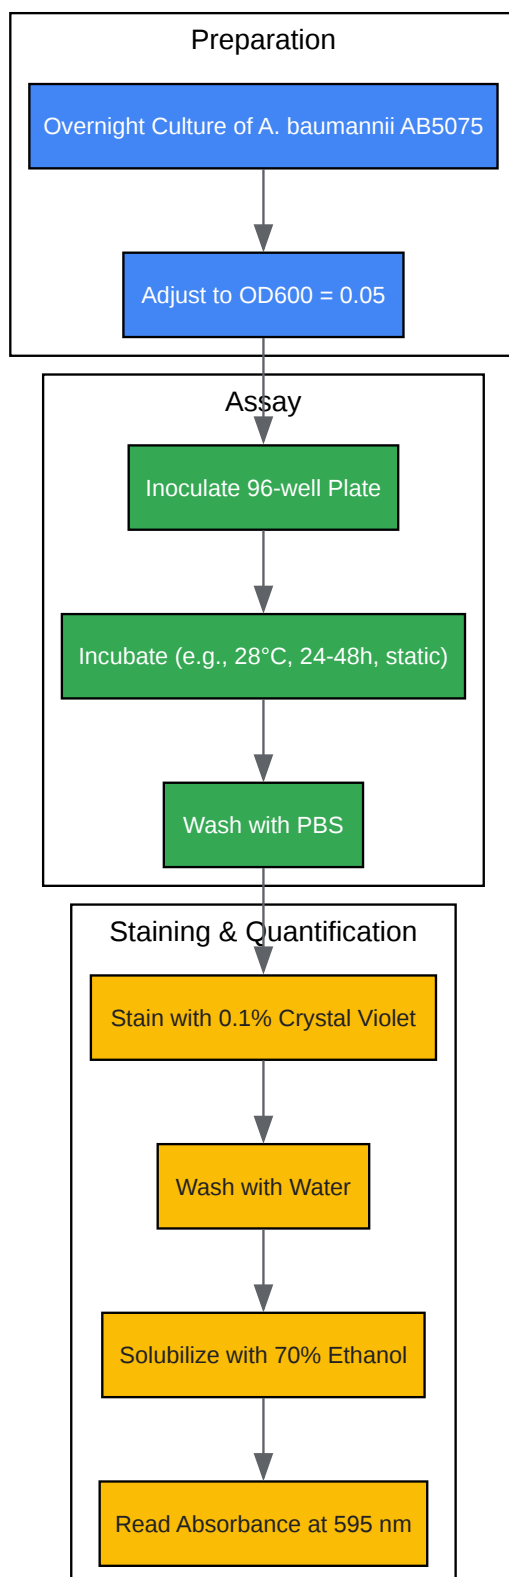 Preparation
Overnight Culture of A. baumannii AB5075
Adjust to OD600 = 0.05
Assay
Inoculate 96-well Plate
Incubate (e.g., 28°C, 24-48h, static)
Wash with PBS
Staining & Quantification
Stain with 0.1% Crystal Violet
Wash with Water
Solubilize with 70% Ethanol
Read Absorbance at 595 nm